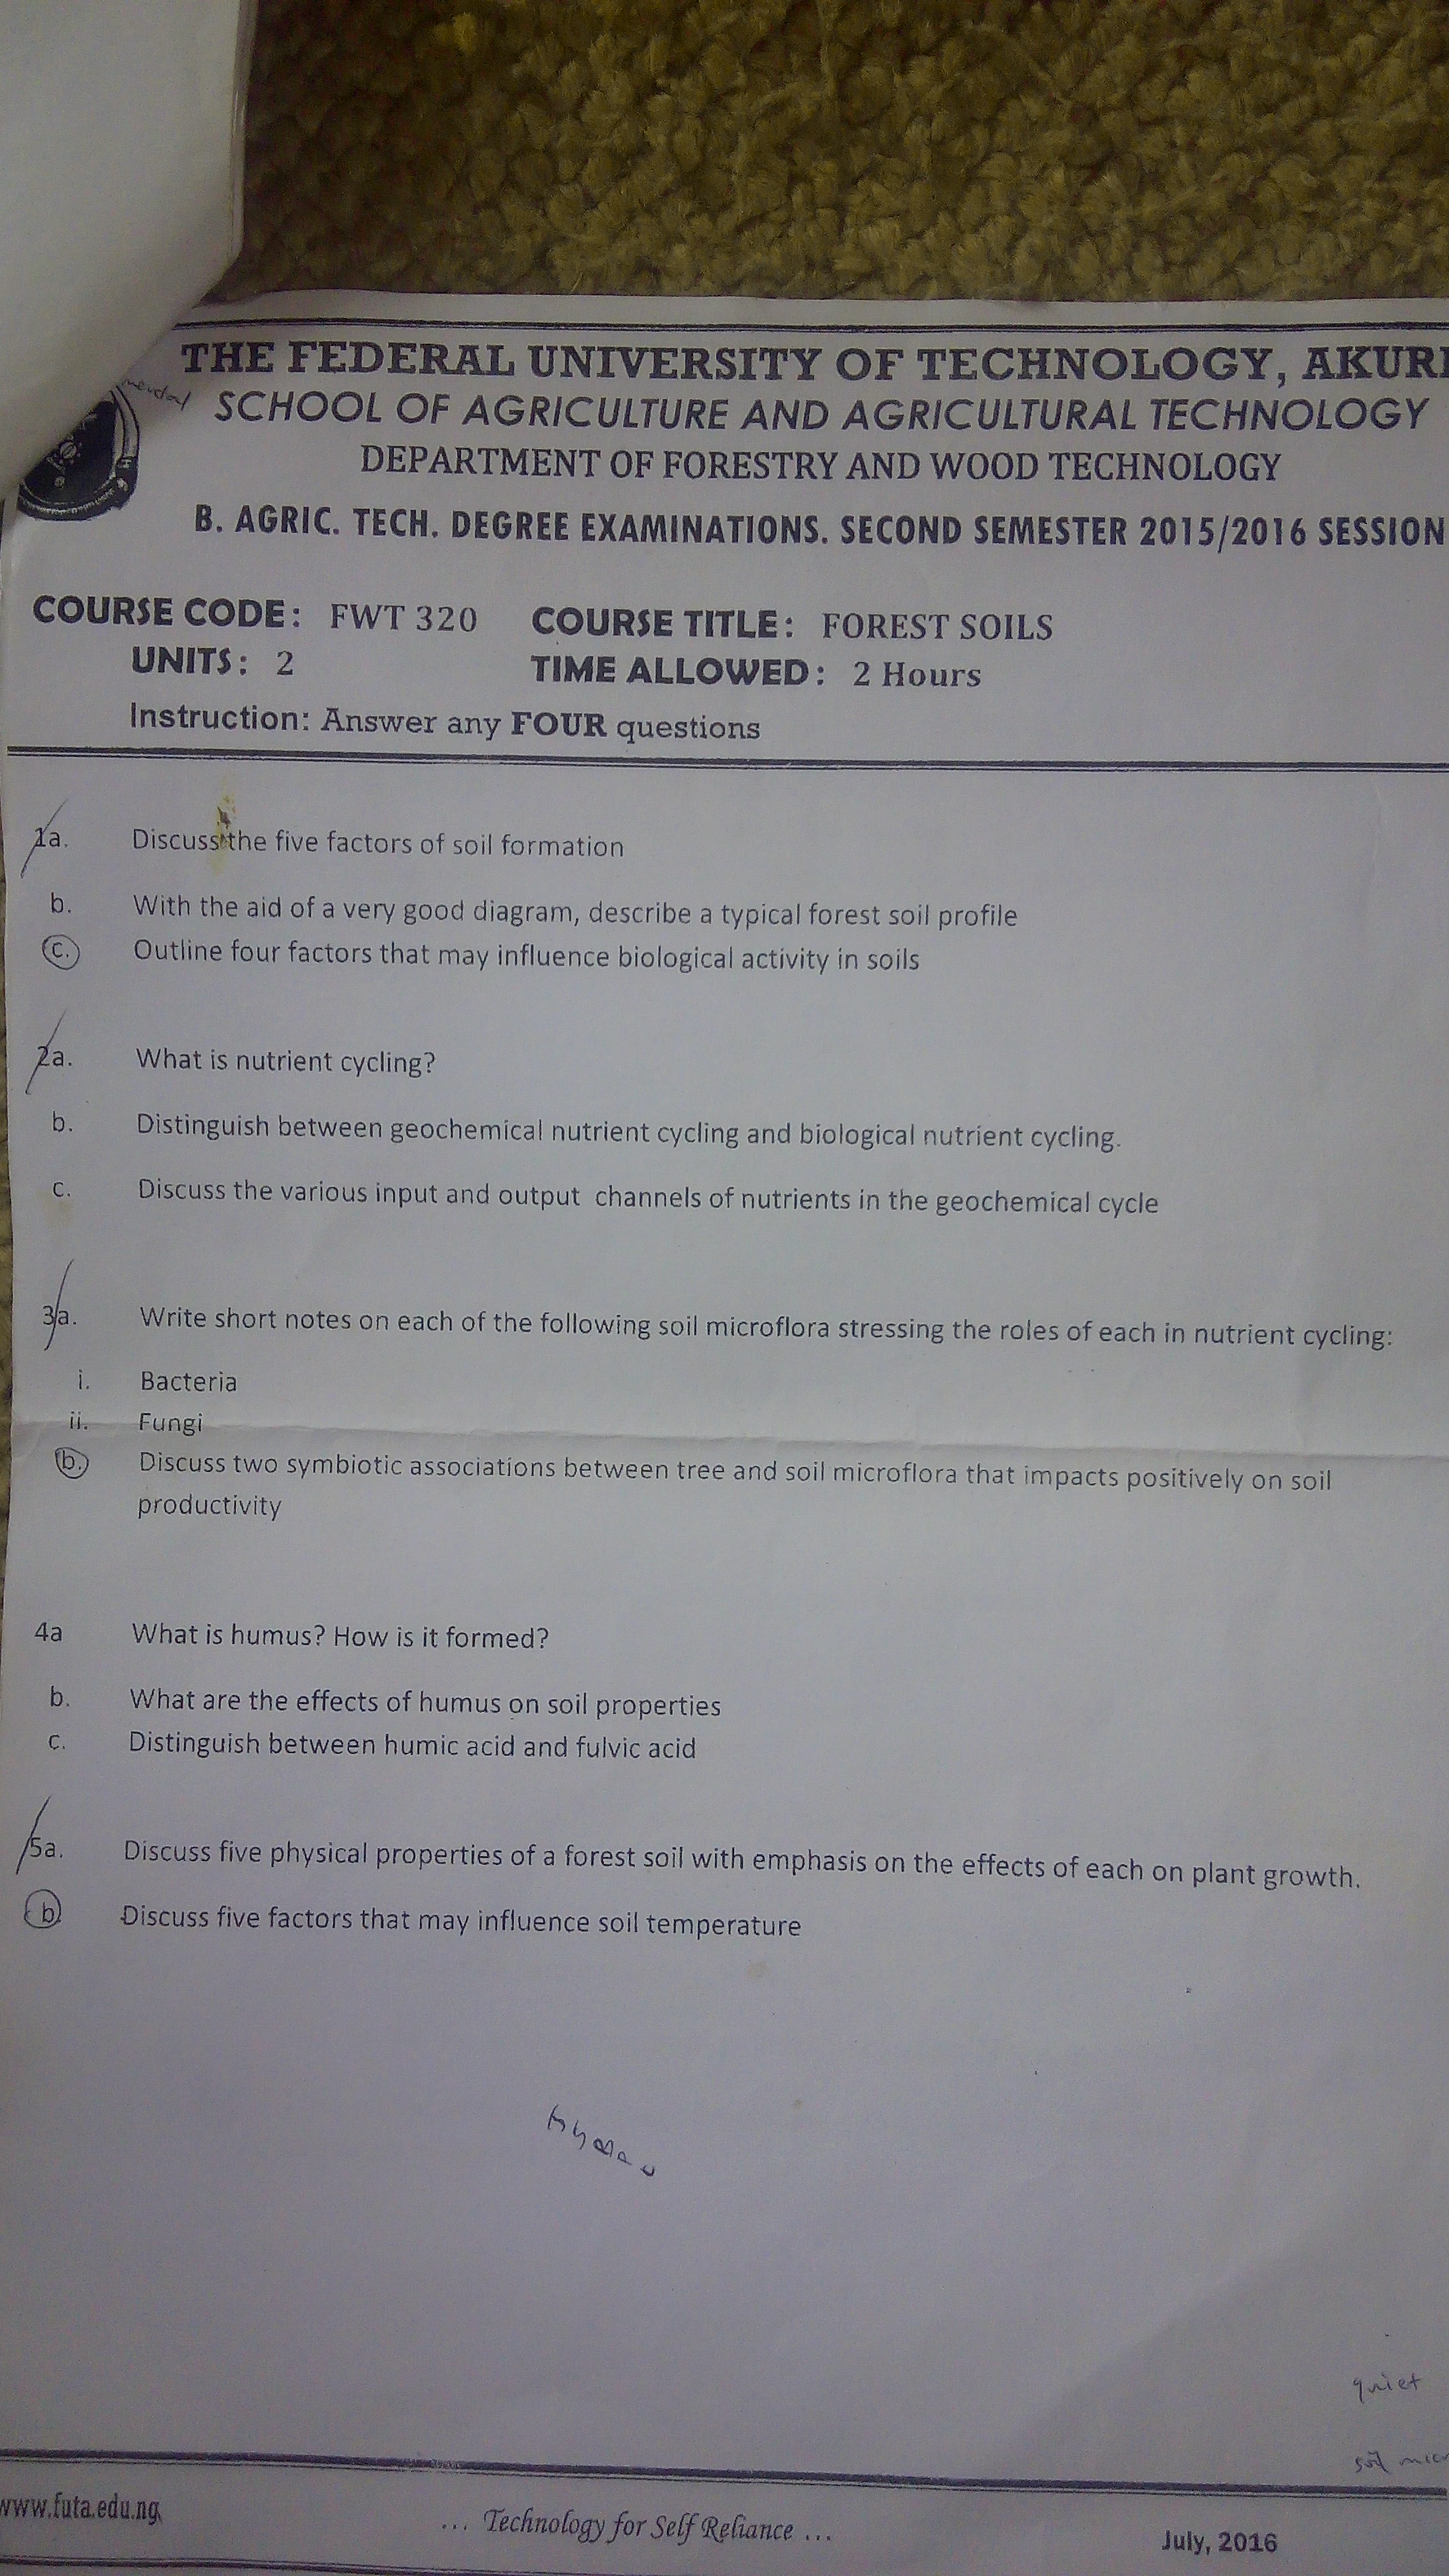 THE FEDERAL UNIVERSITY OF TECHNOLOGY, AKUR
SCHOOL OF AGRICULTURE AND AGRICULTURAL TECHNOLOGY
DEPARTMENT OF FORESTRY AND WOOD TECHNOLOGY
B. AGRIC. TECH. DEGREE EXAMINATIONS. SECOND SEMESTER 2015/2016 SESSION
COURSE CODE: FWT 320 COURSE TITLE: FOREST SOILS
UNITS: 2 TIME ALLOWED: 2 Hours
Instruction: Answer any FOUR questions
1a. Discuss the five factors of soil formation
b. With the aid of a very good diagram, describe a typical forest soil profile
c. Outline four factors that may influence biological activity in soils
2a. What is nutrient cycling?
b. Distinguish between geochemical nutrient cycling and biological nutrient cycling.
c. Discuss the various input and output channels of nutrients in the geochemical cycle
3a. Write short notes on each of the following soil microflora stressing the roles of each in nutrient cycling:
i. Bacteria
ii. Fungi
b. Discuss two symbiotic associations between tree and soil microflora that impacts positively on soil
productivity
4a What is humus? How is it formed?
b. What are the effects of humus on soil properties
c. Distinguish between humic acid and fulvic acid
5a. Discuss five physical properties of a forest soil with emphasis on the effects of each on plant growth.
b. Discuss five factors that may influence soil temperature
quiet
soil micr
www.futa.edu.ng
... Technology for Self Reliance ...
July, 2016